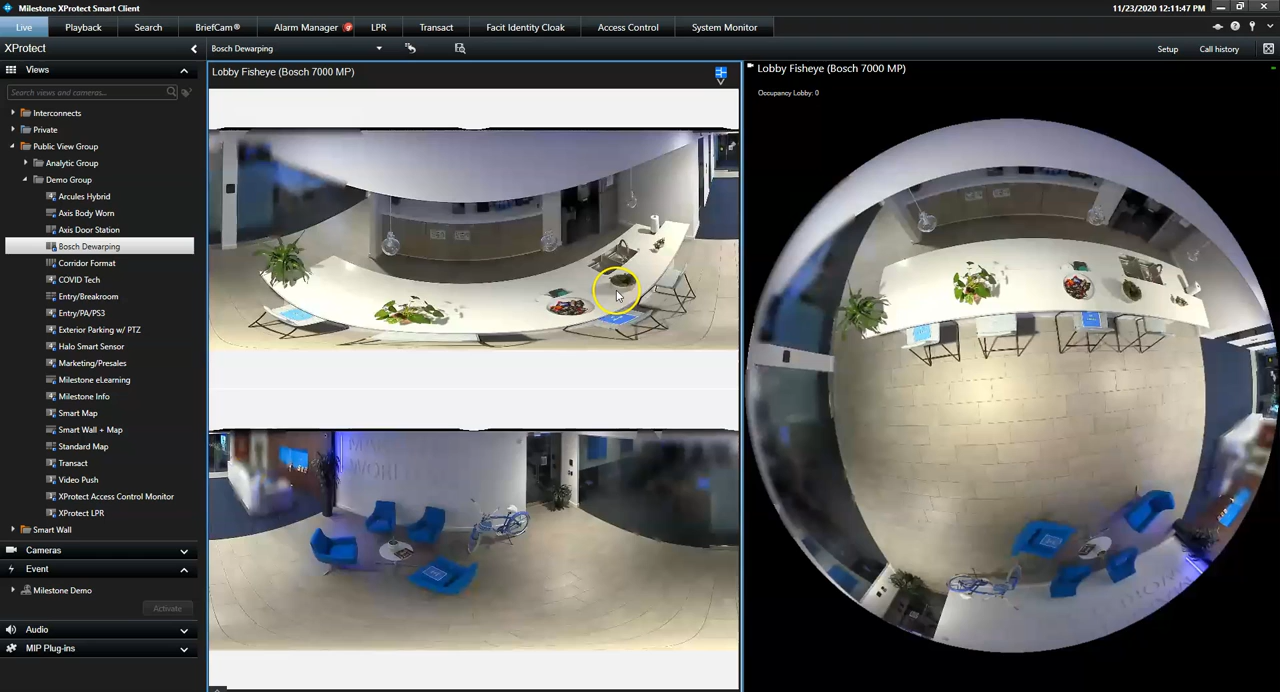 Milestone XProtect Smart Client
11/23/2020 12:11:47 PM
Live
Playback
Search
BriefCam®
Alarm Manager
LPR
Transact
Facit Identity Cloak
Access Control
System Monitor
XProtect
Bosch Dewarping
Setup
Call history
Views
Lobby Fisheye (Bosch 7000 MP)
Lobby Fisheye (Bosch 7000 MP)
Search views and cameras...
Occupancy Lobby: 0
Interconnects
Private
Public View Group
Analytic Group
Demo Group
Arcules Hybrid
Axis Body Worn
Axis Door Station
Bosch Dewarping
Corridor Format
COVID Tech
Entry/Breakroom
Entry/PA/PS3
Exterior Parking w/ PTZ
Halo Smart Sensor
Marketing/Presales
Milestone eLearning
Milestone Info
Smart Map
Smart Wall + Map
Standard Map
Transact
Video Push
XProtect Access Control Monitor
XProtect LPR
Smart Wall
Cameras
Event
Milestone Demo
Activate
Audio
MIP Plug-ins